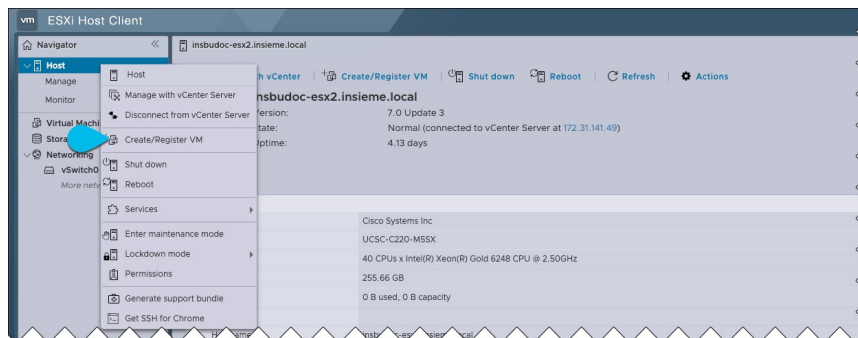 vm ESXi Host Client
Navigator
insbudoc-esx2.insieme.local
Host
Manage
Monitor
Virtual Machi
Stora
Networking
vSwitch0
More netw
Host
Manage with vCenter Server
Disconnect from vCenter Server
Create/Register VM
Shut down
Reboot
Services
Enter maintenance mode
Lockdown mode
Permissions
Generate support bundle
Get SSH for Chrome
h vCenter Create/Register VM Shut down Reboot Refresh Actions
nsbudoc-esx2.insieme.local
ersion: 7.0 Update 3
tate: Normal (connected to vCenter Server at 172.31.141.49)
ptime: 4.13 days
Cisco Systems Inc
UCSC-C220-M5SX
40 CPUs x Intel(R) Xeon(R) Gold 6248 CPU @ 2.50GHz
255.66 GB
0 B used, 0 B capacity